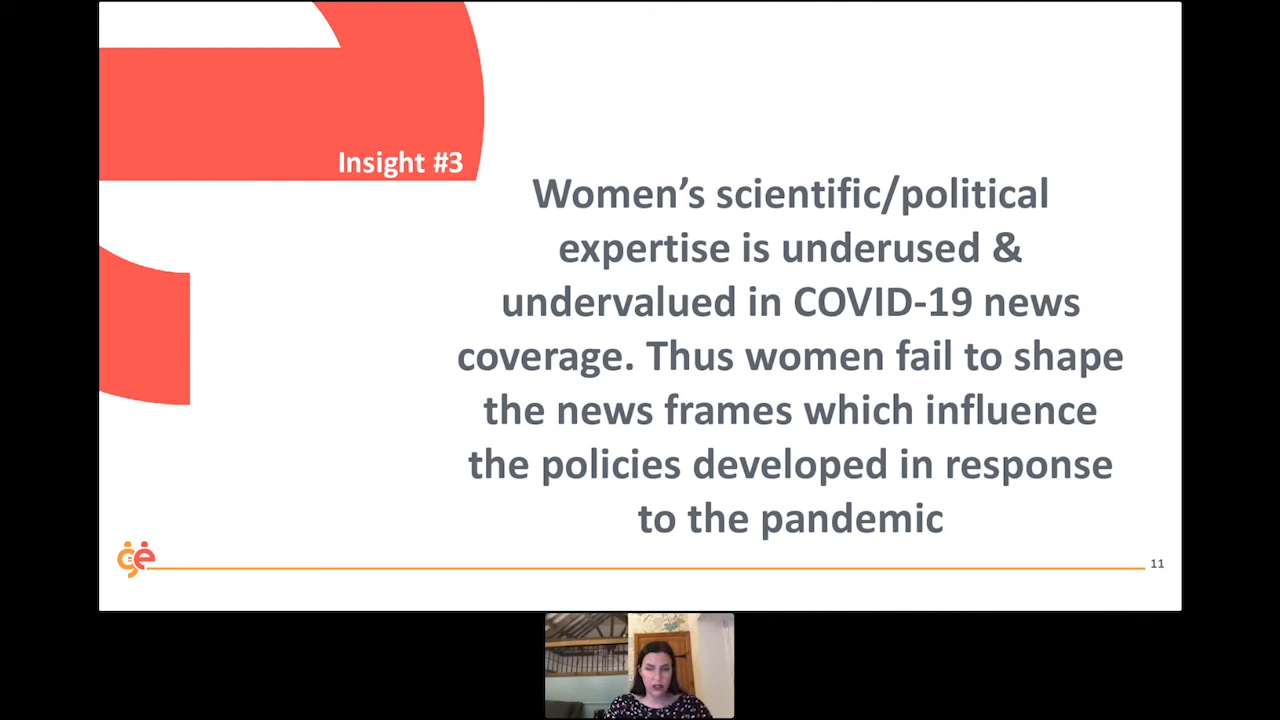 Insight #3
Women’s scientific/political
expertise is underused &
undervalued in COVID-19 news
coverage. Thus women fail to shape
the news frames which influence
the policies developed in response
to the pandemic
ge
11